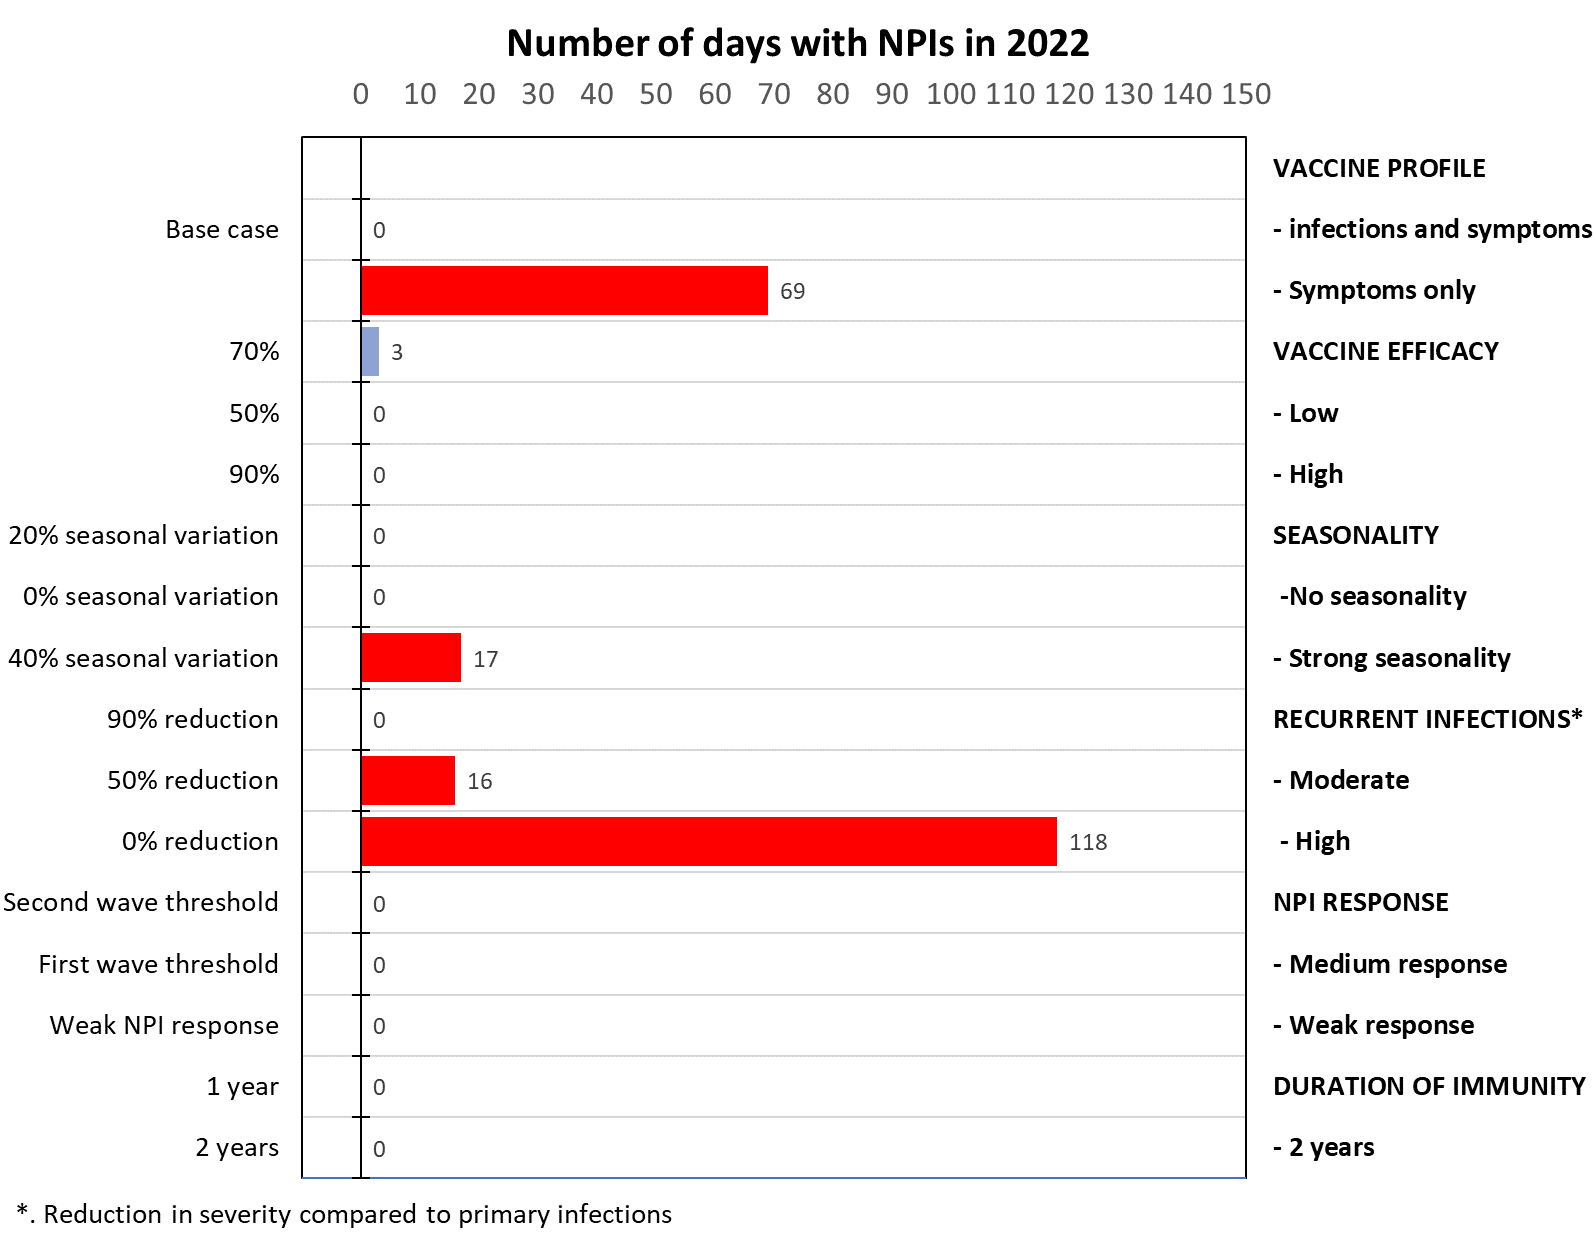 Number of days with NPIs in 2022
0 10 20 30 40 50 60 70 80 90 100 110 120 130 140 150
VACCINE PROFILE
Base case 0 - infections and symptoms
69 - Symptoms only
70% 3 VACCINE EFFICACY
50% 0 - Low
90% 0 - High
20% seasonal variation 0 SEASONALITY
0% seasonal variation 0 -No seasonality
40% seasonal variation 17 - Strong seasonality
90% reduction 0 RECURRENT INFECTIONS*
50% reduction 16 - Moderate
0% reduction 118 - High
Second wave threshold 0 NPI RESPONSE
First wave threshold 0 - Medium response
Weak NPI response 0 - Weak response
1 year 0 DURATION OF IMMUNITY
2 years 0 - 2 years
*. Reduction in severity compared to primary infections